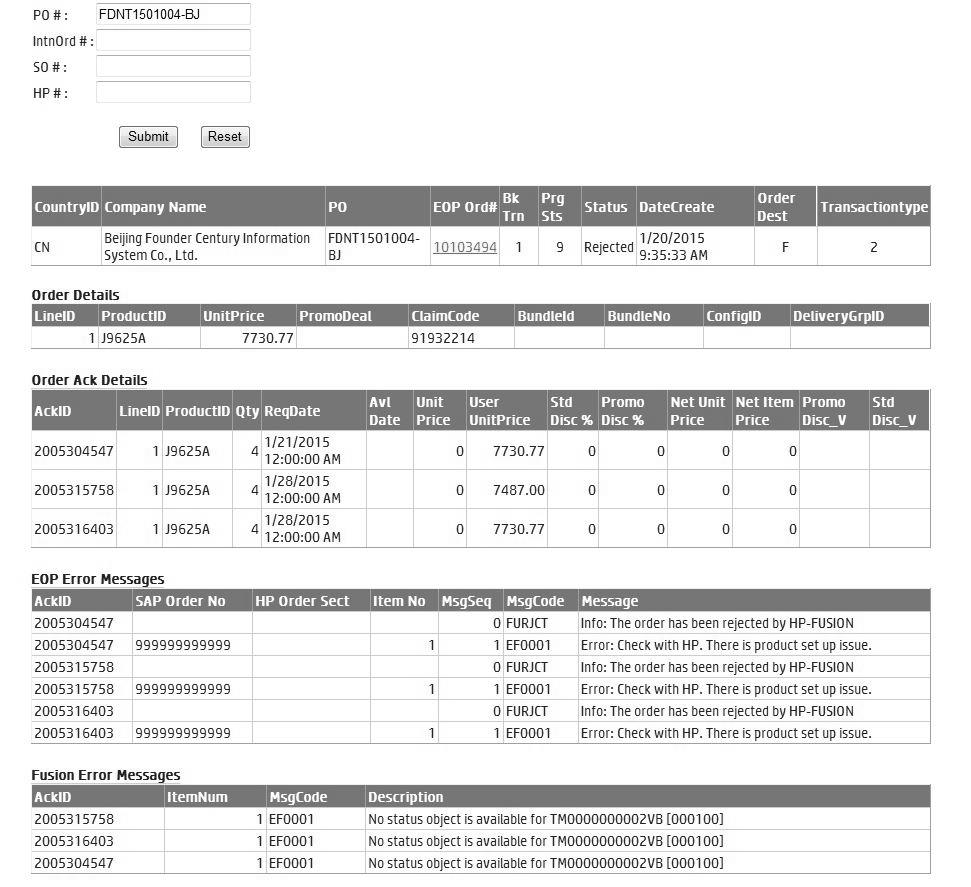 PO # : FDNT1501004-BJ
IntnOrd # :
SO # :
HP # :
Submit Reset
CountryID Company Name PO EOP Ord# Bk Trn Prg Sts Status DateCreate Order Dest Transactiontype
CN Beijing Founder Century Information System Co., Ltd. FDNT1501004-BJ 10103494 1 9 Rejected 1/20/2015 9:35:33 AM F 2
Order Details
LineID ProductID UnitPrice PromoDeal ClaimCode BundleId BundleNo ConfigID DeliveryGrpID
1 J9625A 7730.77 91932214
Order Ack Details
AckID LineID ProductID Qty ReqDate Avl Date Unit Price User UnitPrice Std Disc % Promo Disc % Net Unit Price Net Item Price Promo Disc_V Std Disc_V
2005304547 1 J9625A 4 1/21/2015 12:00:00 AM 0 7730.77 0 0 0 0
2005315758 1 J9625A 4 1/28/2015 12:00:00 AM 0 7487.00 0 0 0 0
2005316403 1 J9625A 4 1/28/2015 12:00:00 AM 0 7730.77 0 0 0 0
EOP Error Messages
AckID SAP Order No HP Order Sect Item No MsgSeq MsgCode Message
2005304547 0 FURJCT Info: The order has been rejected by HP-FUSION
2005304547 999999999999 1 1 EF0001 Error: Check with HP. There is product set up issue.
2005315758 0 FURJCT Info: The order has been rejected by HP-FUSION
2005315758 999999999999 1 1 EF0001 Error: Check with HP. There is product set up issue.
2005316403 0 FURJCT Info: The order has been rejected by HP-FUSION
2005316403 999999999999 1 1 EF0001 Error: Check with HP. There is product set up issue.
Fusion Error Messages
AckID ItemNum MsgCode Description
2005315758 1 EF0001 No status object is available for TM0000000002VB [000100]
2005316403 1 EF0001 No status object is available for TM0000000002VB [000100]
2005304547 1 EF0001 No status object is available for TM0000000002VB [000100]